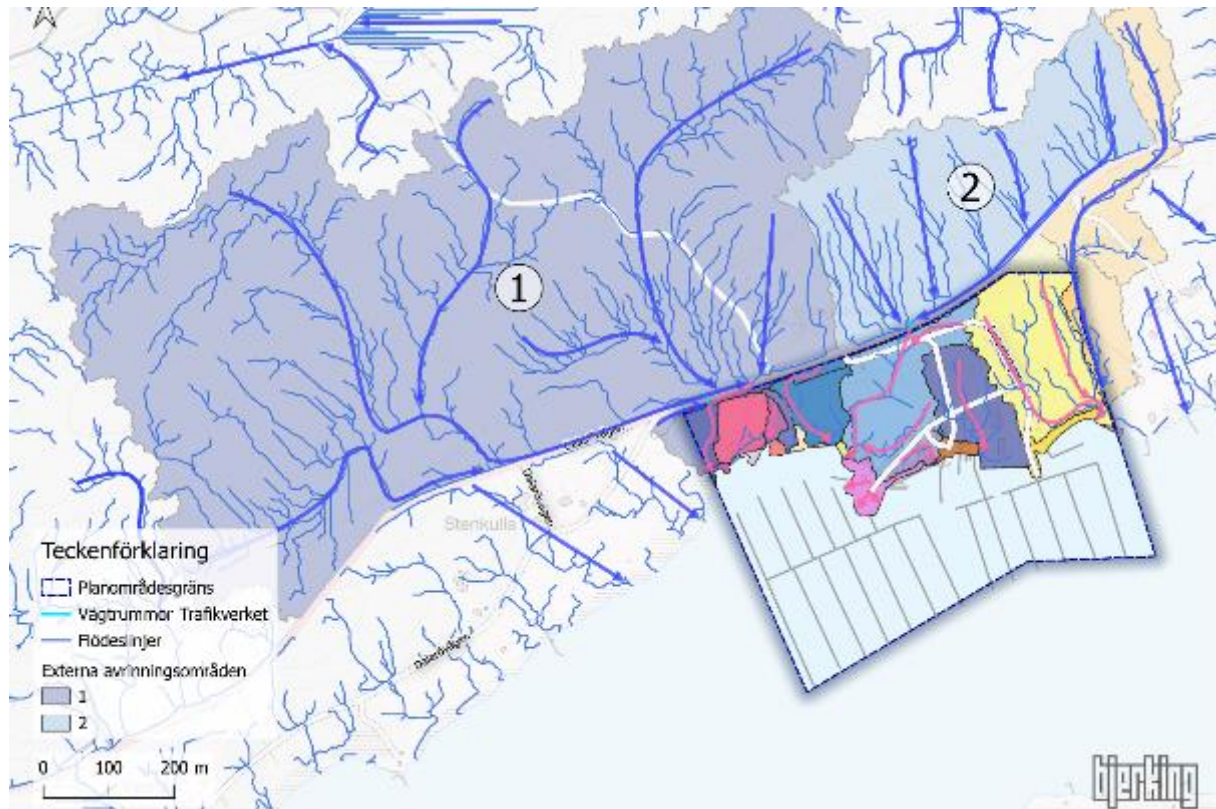 1
2
Stenkulla
Teckenförklaring
Planområdesgräns
Vägtrummor Trafikverket
Flödeslinjer
Externa avrinningsområden
1
2
0 100 200 m
bjerking